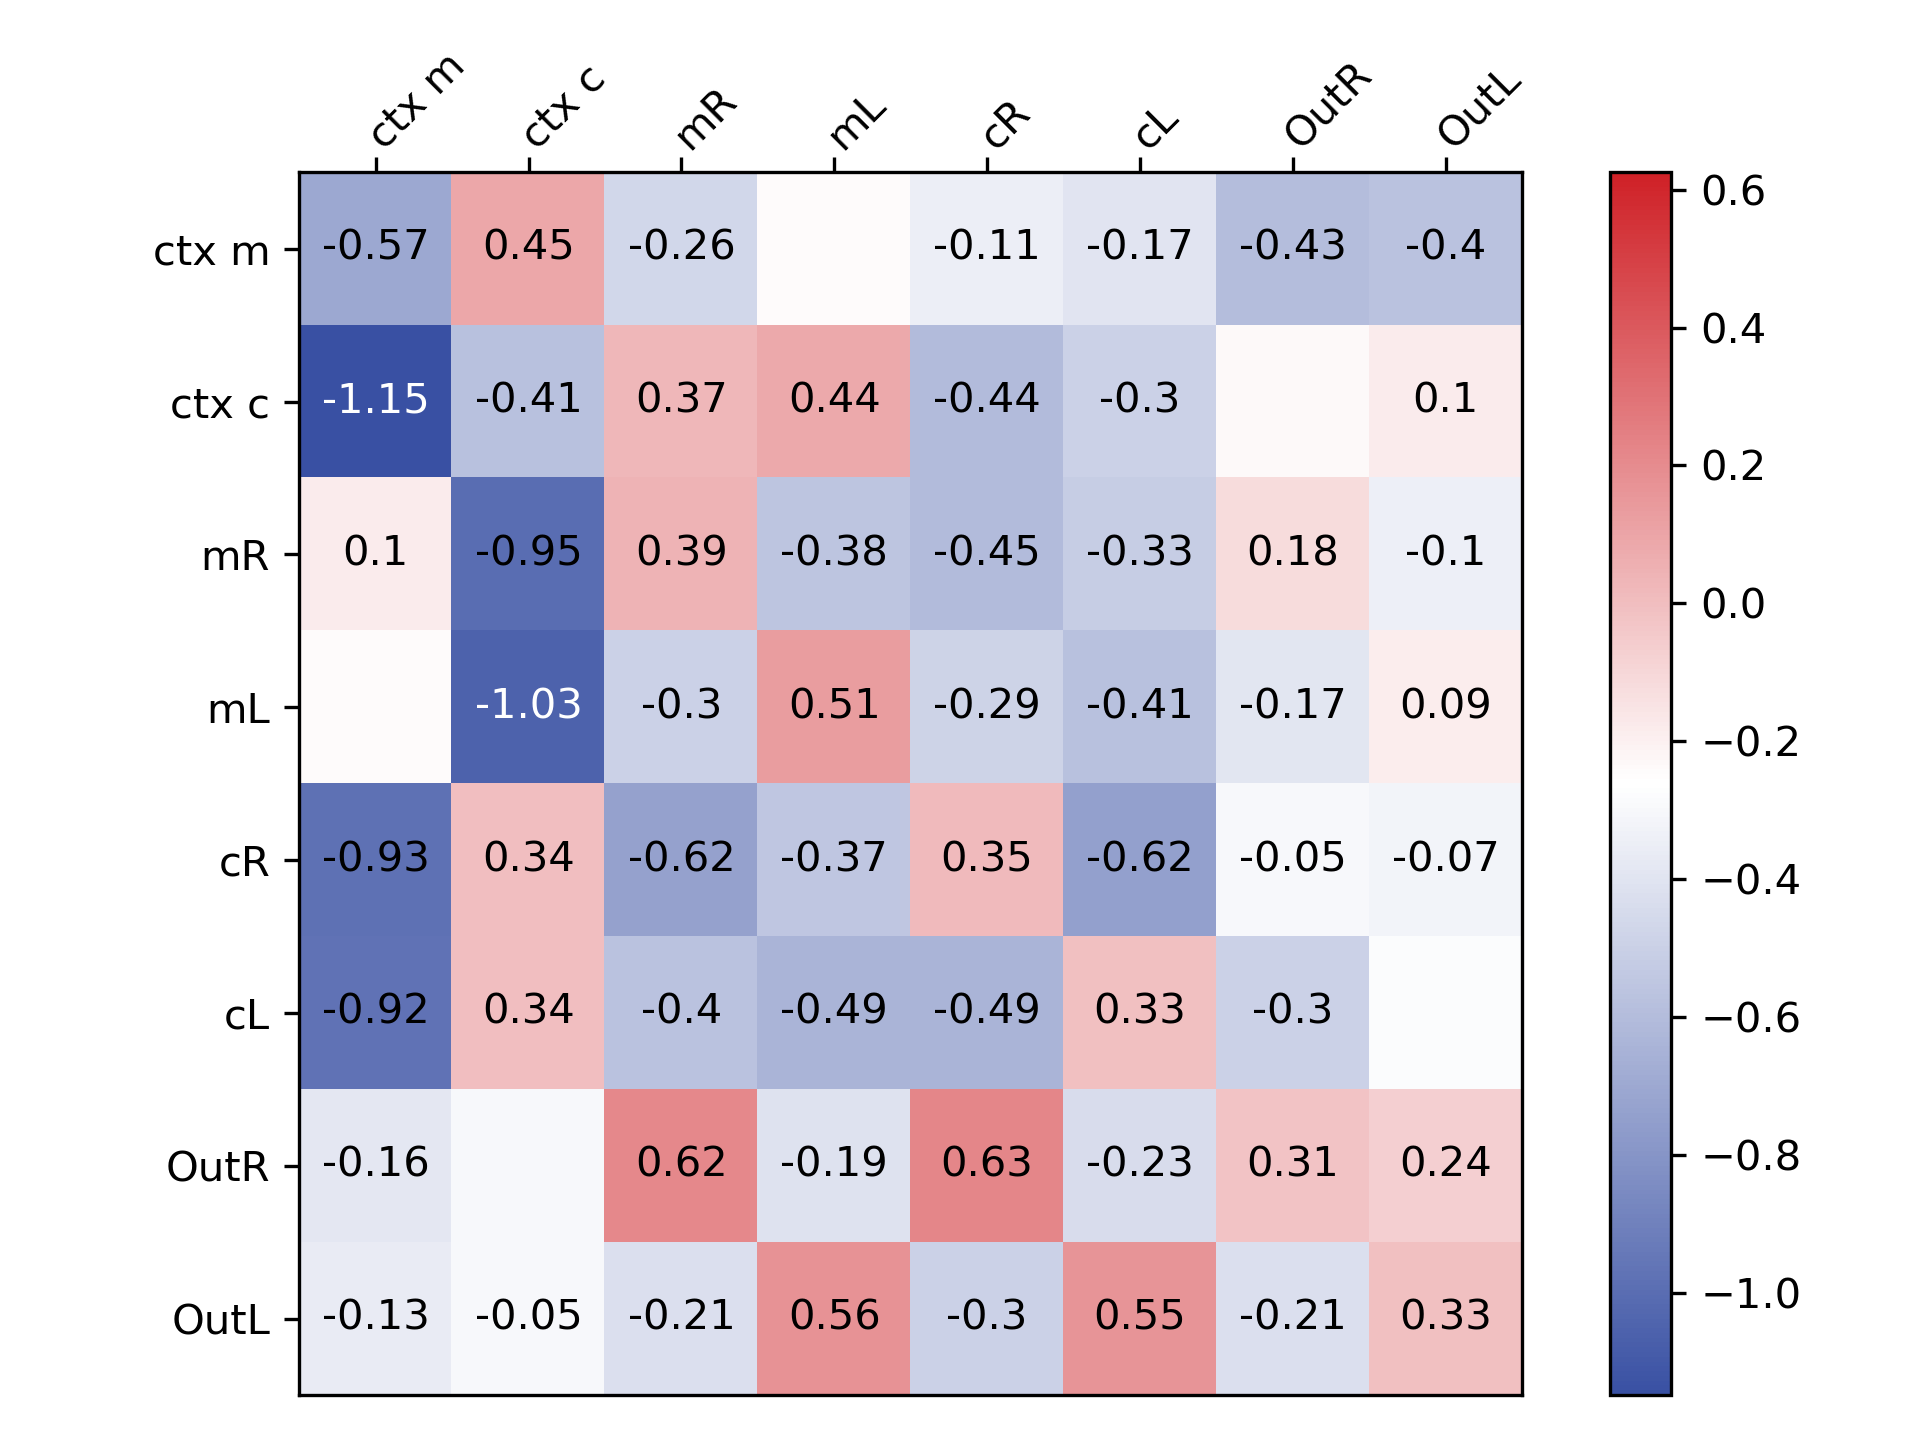 ctx m ctx c mR mL cR cL OutR OutL
ctx m -0.57 0.45 -0.26 -0.11 -0.17 -0.43 -0.4
ctx c -1.15 -0.41 0.37 0.44 -0.44 -0.3 0.1
mR 0.1 -0.95 0.39 -0.38 -0.45 -0.33 0.18 -0.1
mL -1.03 -0.3 0.51 -0.29 -0.41 -0.17 0.09
cR -0.93 0.34 -0.62 -0.37 0.35 -0.62 -0.05 -0.07
cL -0.92 0.34 -0.4 -0.49 -0.49 0.33 -0.3
OutR -0.16 0.62 -0.19 0.63 -0.23 0.31 0.24
OutL -0.13 -0.05 -0.21 0.56 -0.3 0.55 -0.21 0.33
0.6
0.4
0.2
0.0
−0.2
−0.4
−0.6
−0.8
−1.0